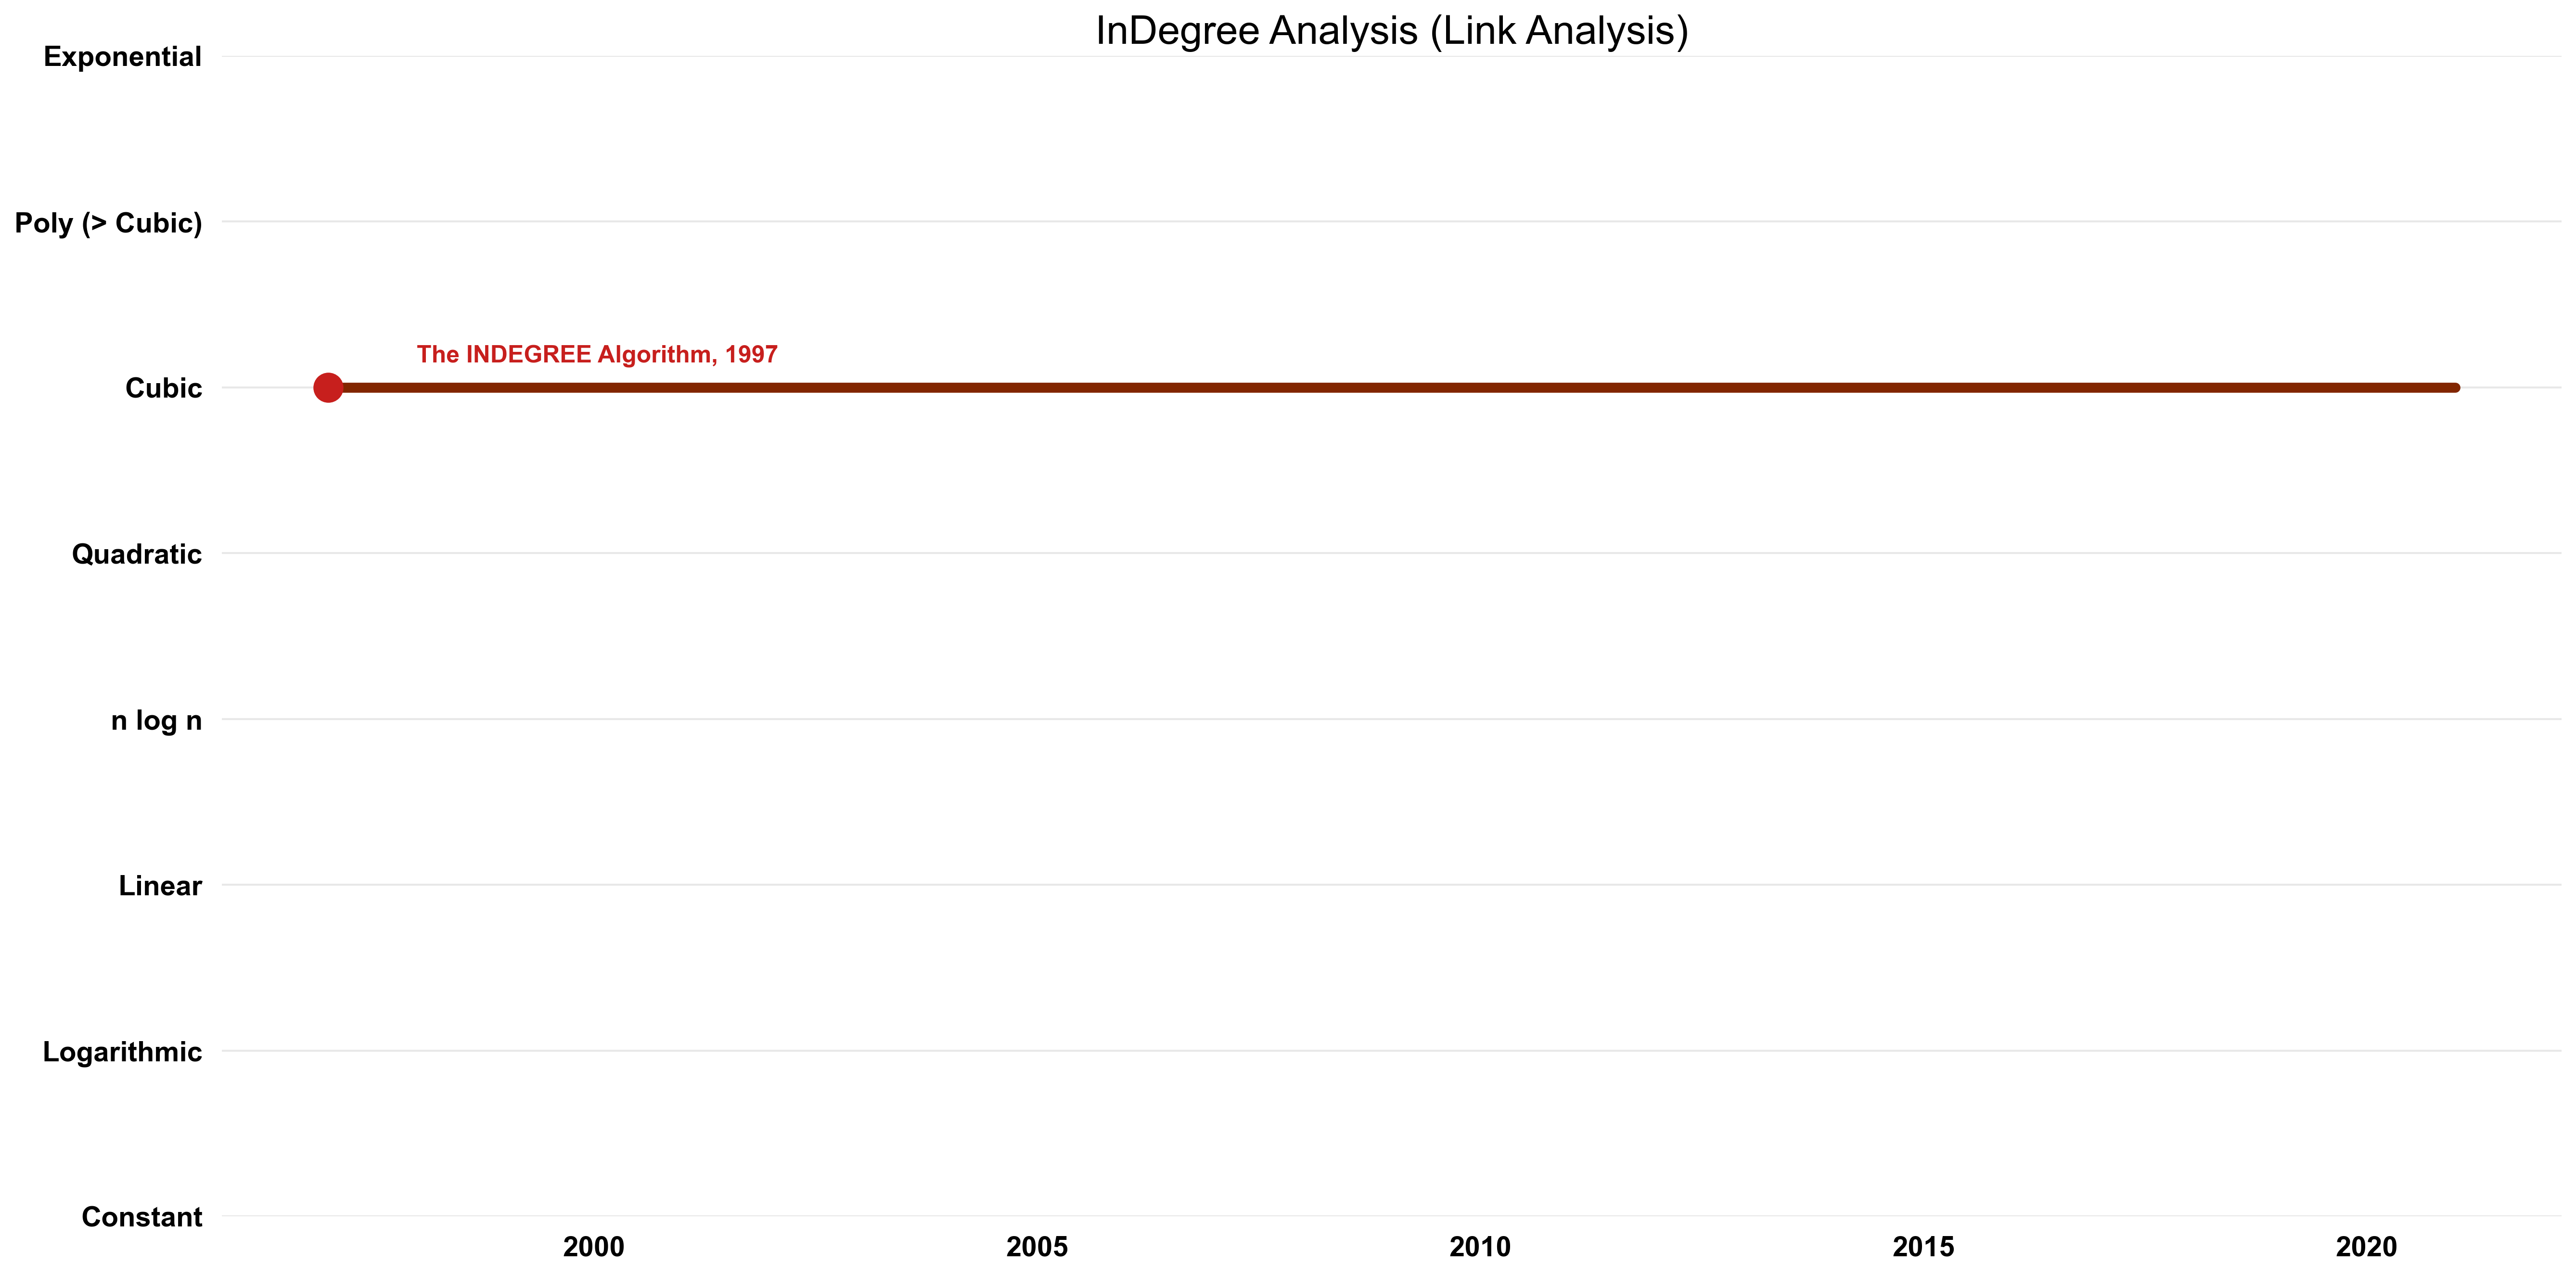 InDegree Analysis (Link Analysis)
Exponential
Poly (> Cubic)
The INDEGREE Algorithm, 1997
Cubic
Quadratic
n log n
Linear
Logarithmic
Constant
2000 2005 2010 2015 2020